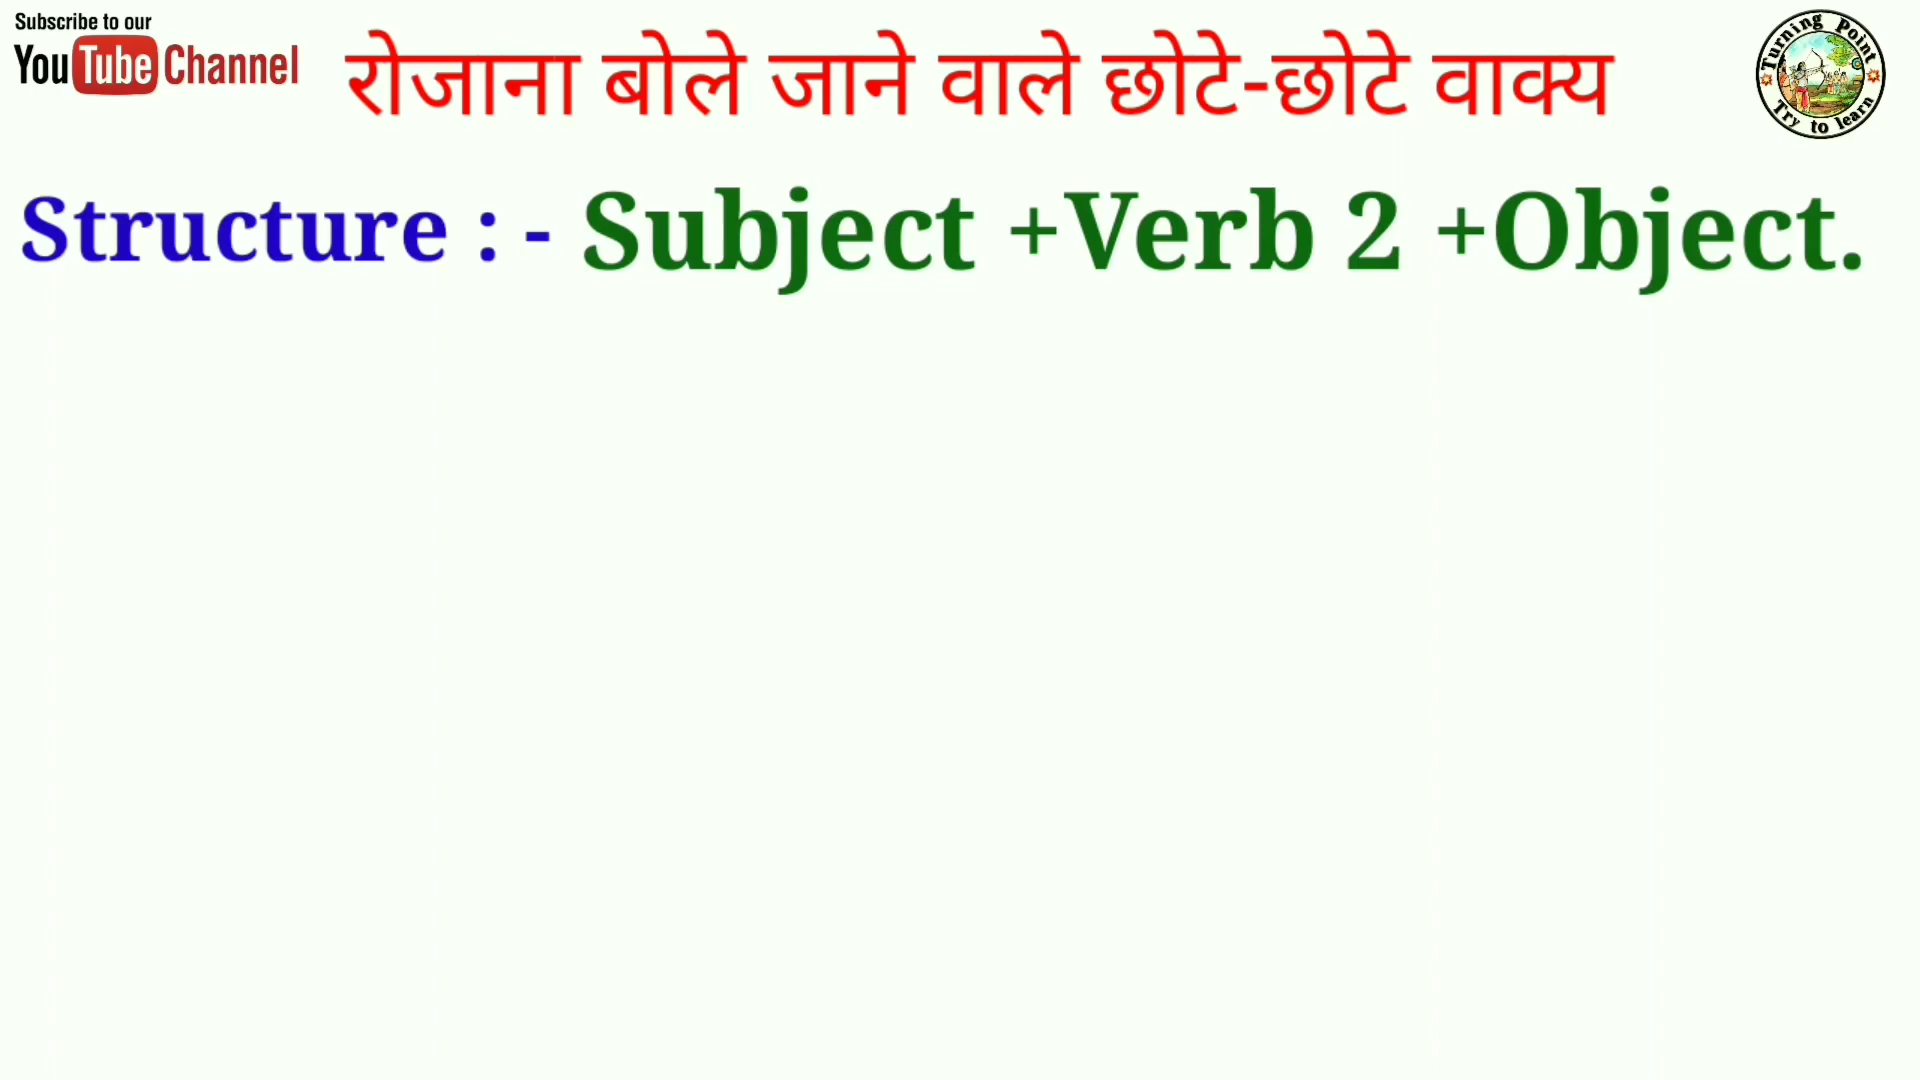 Subscribe to our
YouTube Channel
रोजाना बोले जाने वाले छोटे-छोटे वाक्य
Turning Point
Try to learn
Structure : - Subject +Verb 2 +Object.